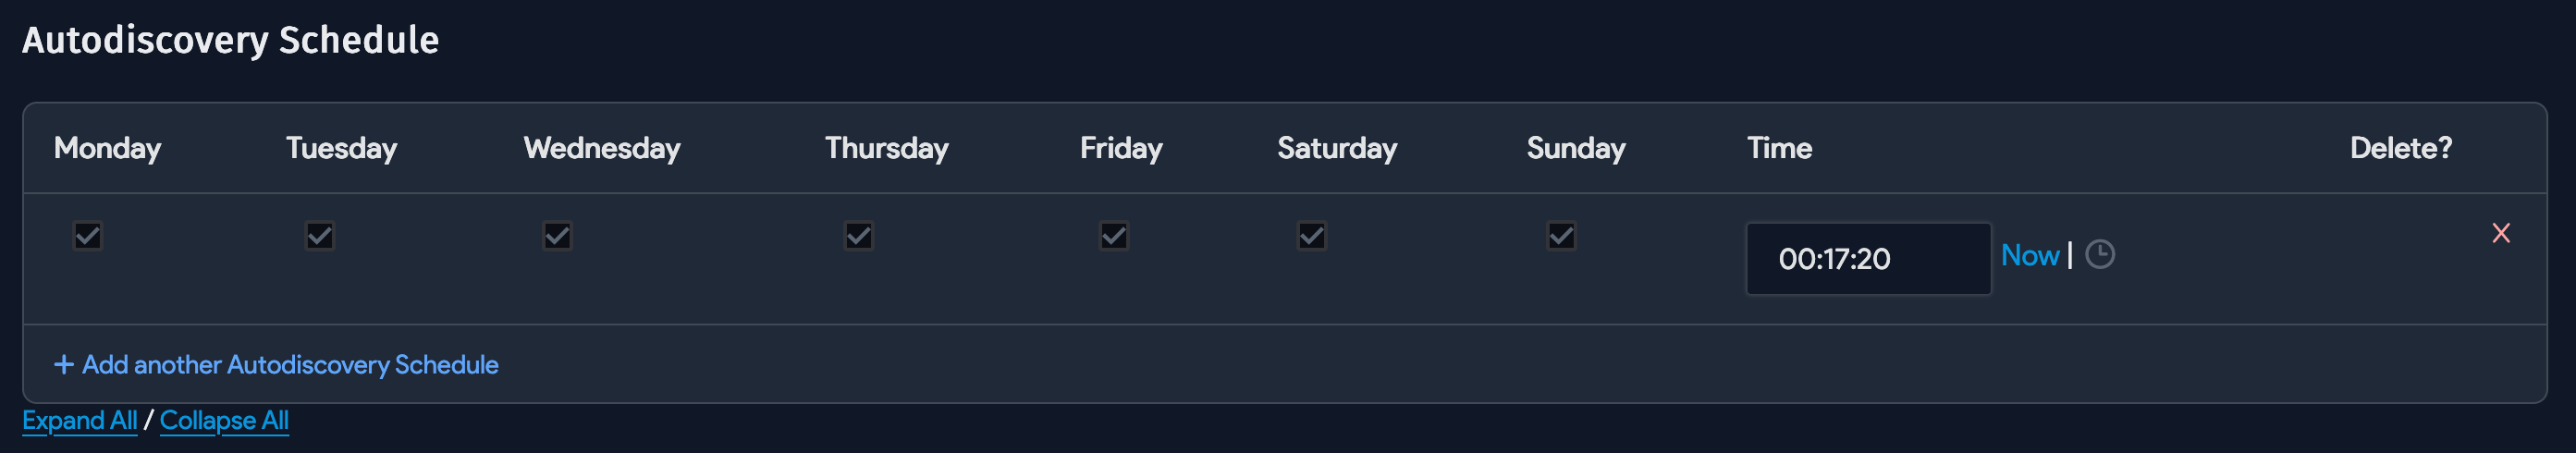 Autodiscovery Schedule
Monday Tuesday Wednesday Thursday Friday Saturday Sunday Time Delete?
00:17:20 Now |
+ Add another Autodiscovery Schedule
Expand All / Collapse All